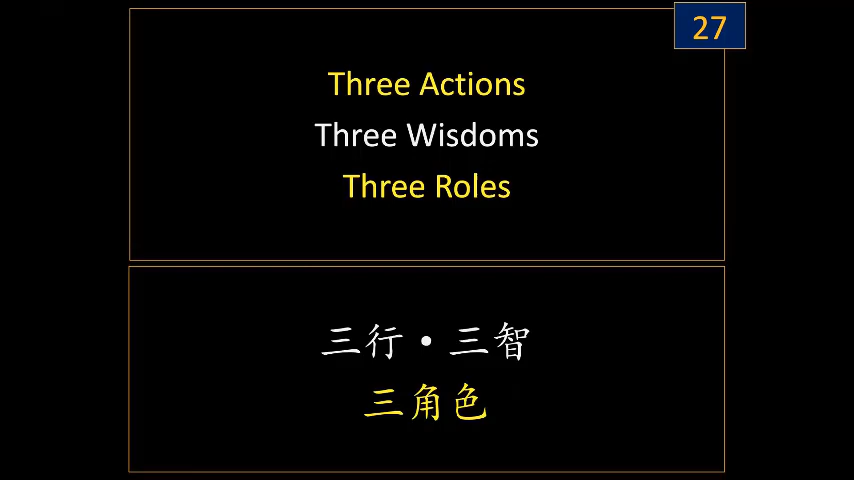 27
Three Actions
Three Wisdoms
Three Roles
三行·三智
三角色